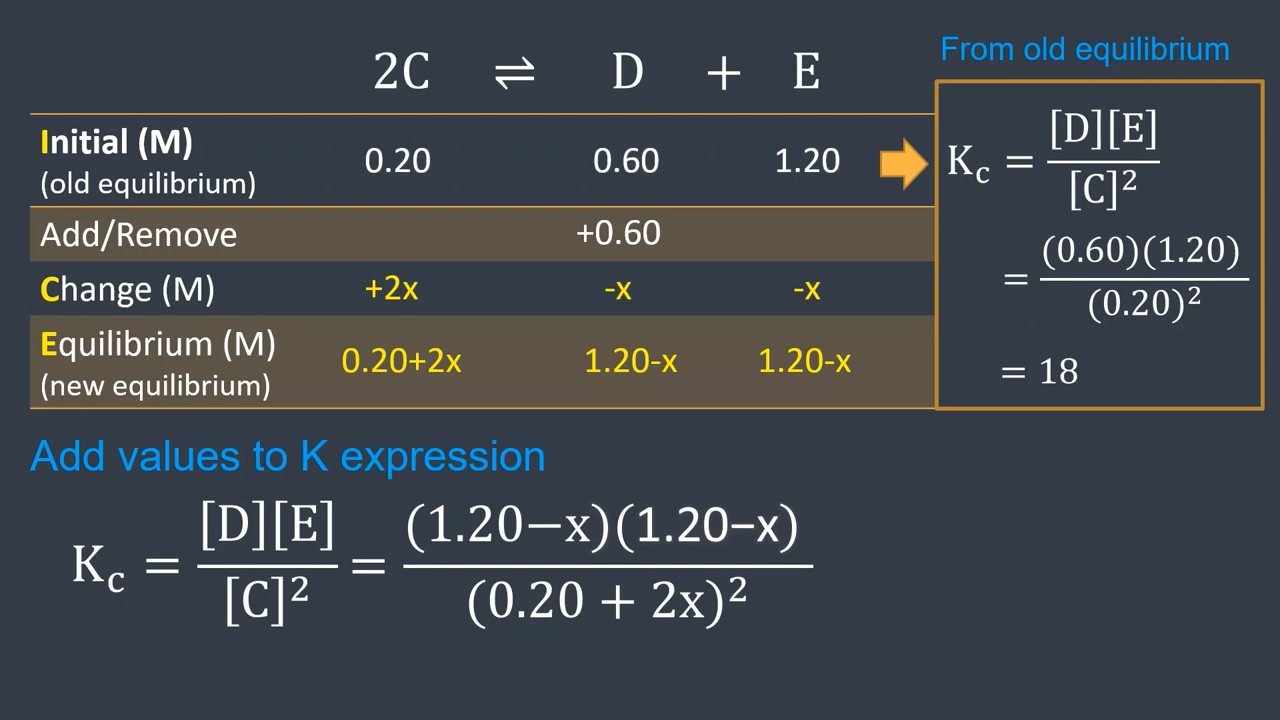 2C ⇌ D + E
From old equilibrium
Initial (M) 0.20 0.60 1.20
(old equilibrium)
K_c = [D][E] / [C]²
Add/Remove +0.60
= (0.60)(1.20) / (0.20)²
Change (M) +2x -x -x
Equilibrium (M) 0.20+2x 1.20-x 1.20-x
(new equilibrium)
= 18
Add values to K expression
K_c = [D][E] / [C]² = (1.20−x)(1.20−x) / (0.20 + 2x)²